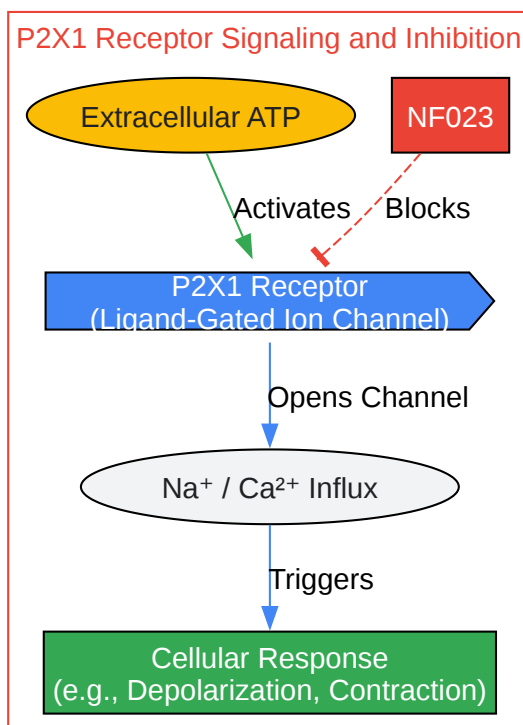 P2X1 Receptor Signaling and Inhibition
Extracellular ATP
NF023
Activates
Blocks
P2X1 Receptor
(Ligand-Gated Ion Channel)
Opens Channel
Na⁺ / Ca²⁺ Influx
Triggers
Cellular Response
(e.g., Depolarization, Contraction)